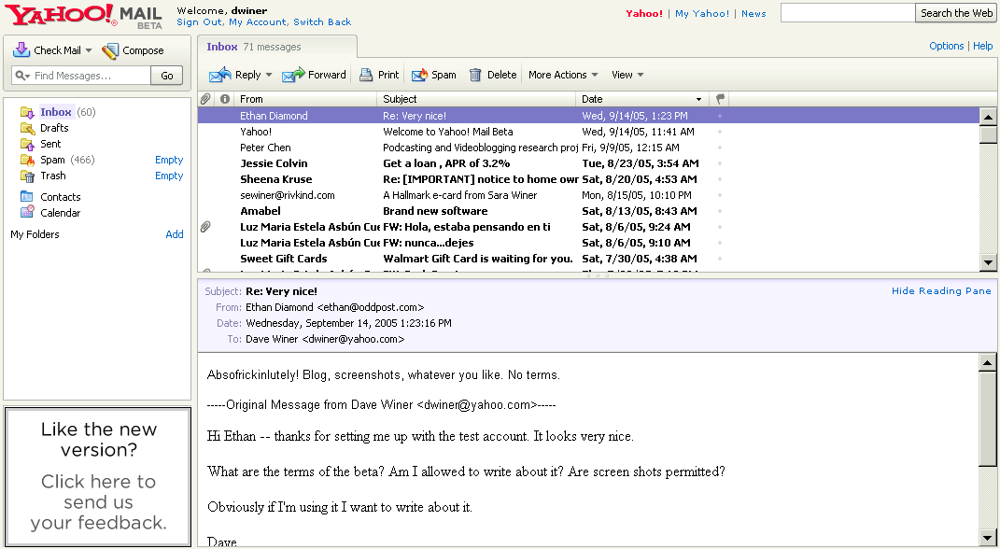 YAHOO! MAIL
BETA
Welcome, dwiner
Sign Out, My Account, Switch Back
Yahoo! | My Yahoo! | News
Search the Web
Check Mail Compose
Find Messages... Go
Inbox 71 messages
Options | Help
Reply Forward Print Spam Delete More Actions View
From Subject Date
Inbox (60)
Drafts
Sent
Spam (466) Empty
Trash Empty
Contacts
Calendar
My Folders Add
Ethan Diamond Re: Very nice! Wed, 9/14/05, 1:23 PM
Yahoo! Welcome to Yahoo! Mail Beta Wed, 9/14/05, 11:41 AM
Peter Chen Podcasting and Videoblogging research proj Fri, 9/9/05, 12:15 AM
Jessie Colvin Get a loan , APR of 3.2% Tue, 8/23/05, 3:54 AM
Sheena Kruse Re: [IMPORTANT] notice to home owr Sat, 8/20/05, 4:53 AM
sewiner@rivkind.com A Hallmark e-card from Sara Winer Mon, 8/15/05, 10:10 PM
Amabel Brand new software Sat, 8/13/05, 8:43 AM
Luz Maria Estela Asbún Cue FW: Hola, estaba pensando en ti Sat, 8/6/05, 9:24 AM
Luz Maria Estela Asbún Cue FW: nunca...dejes Sat, 8/6/05, 9:10 AM
Sweet Gift Cards Walmart Gift Card is waiting for you. Sat, 7/30/05, 4:38 AM
Subject: Re: Very nice! Hide Reading Pane
From: Ethan Diamond <ethan@oddpost.com>
Date: Wednesday, September 14, 2005 1:23:16 PM
To: Dave Winer <dwiner@yahoo.com>
Absofrickinlutely! Blog, screenshots, whatever you like. No terms.
-----Original Message from Dave Winer <dwiner@yahoo.com>-----
Hi Ethan -- thanks for setting me up with the test account. It looks very nice.
What are the terms of the beta? Am I allowed to write about it? Are screen shots permitted?
Obviously if I'm using it I want to write about it.
Dave
Like the new
version?
Click here to
send us
your feedback.